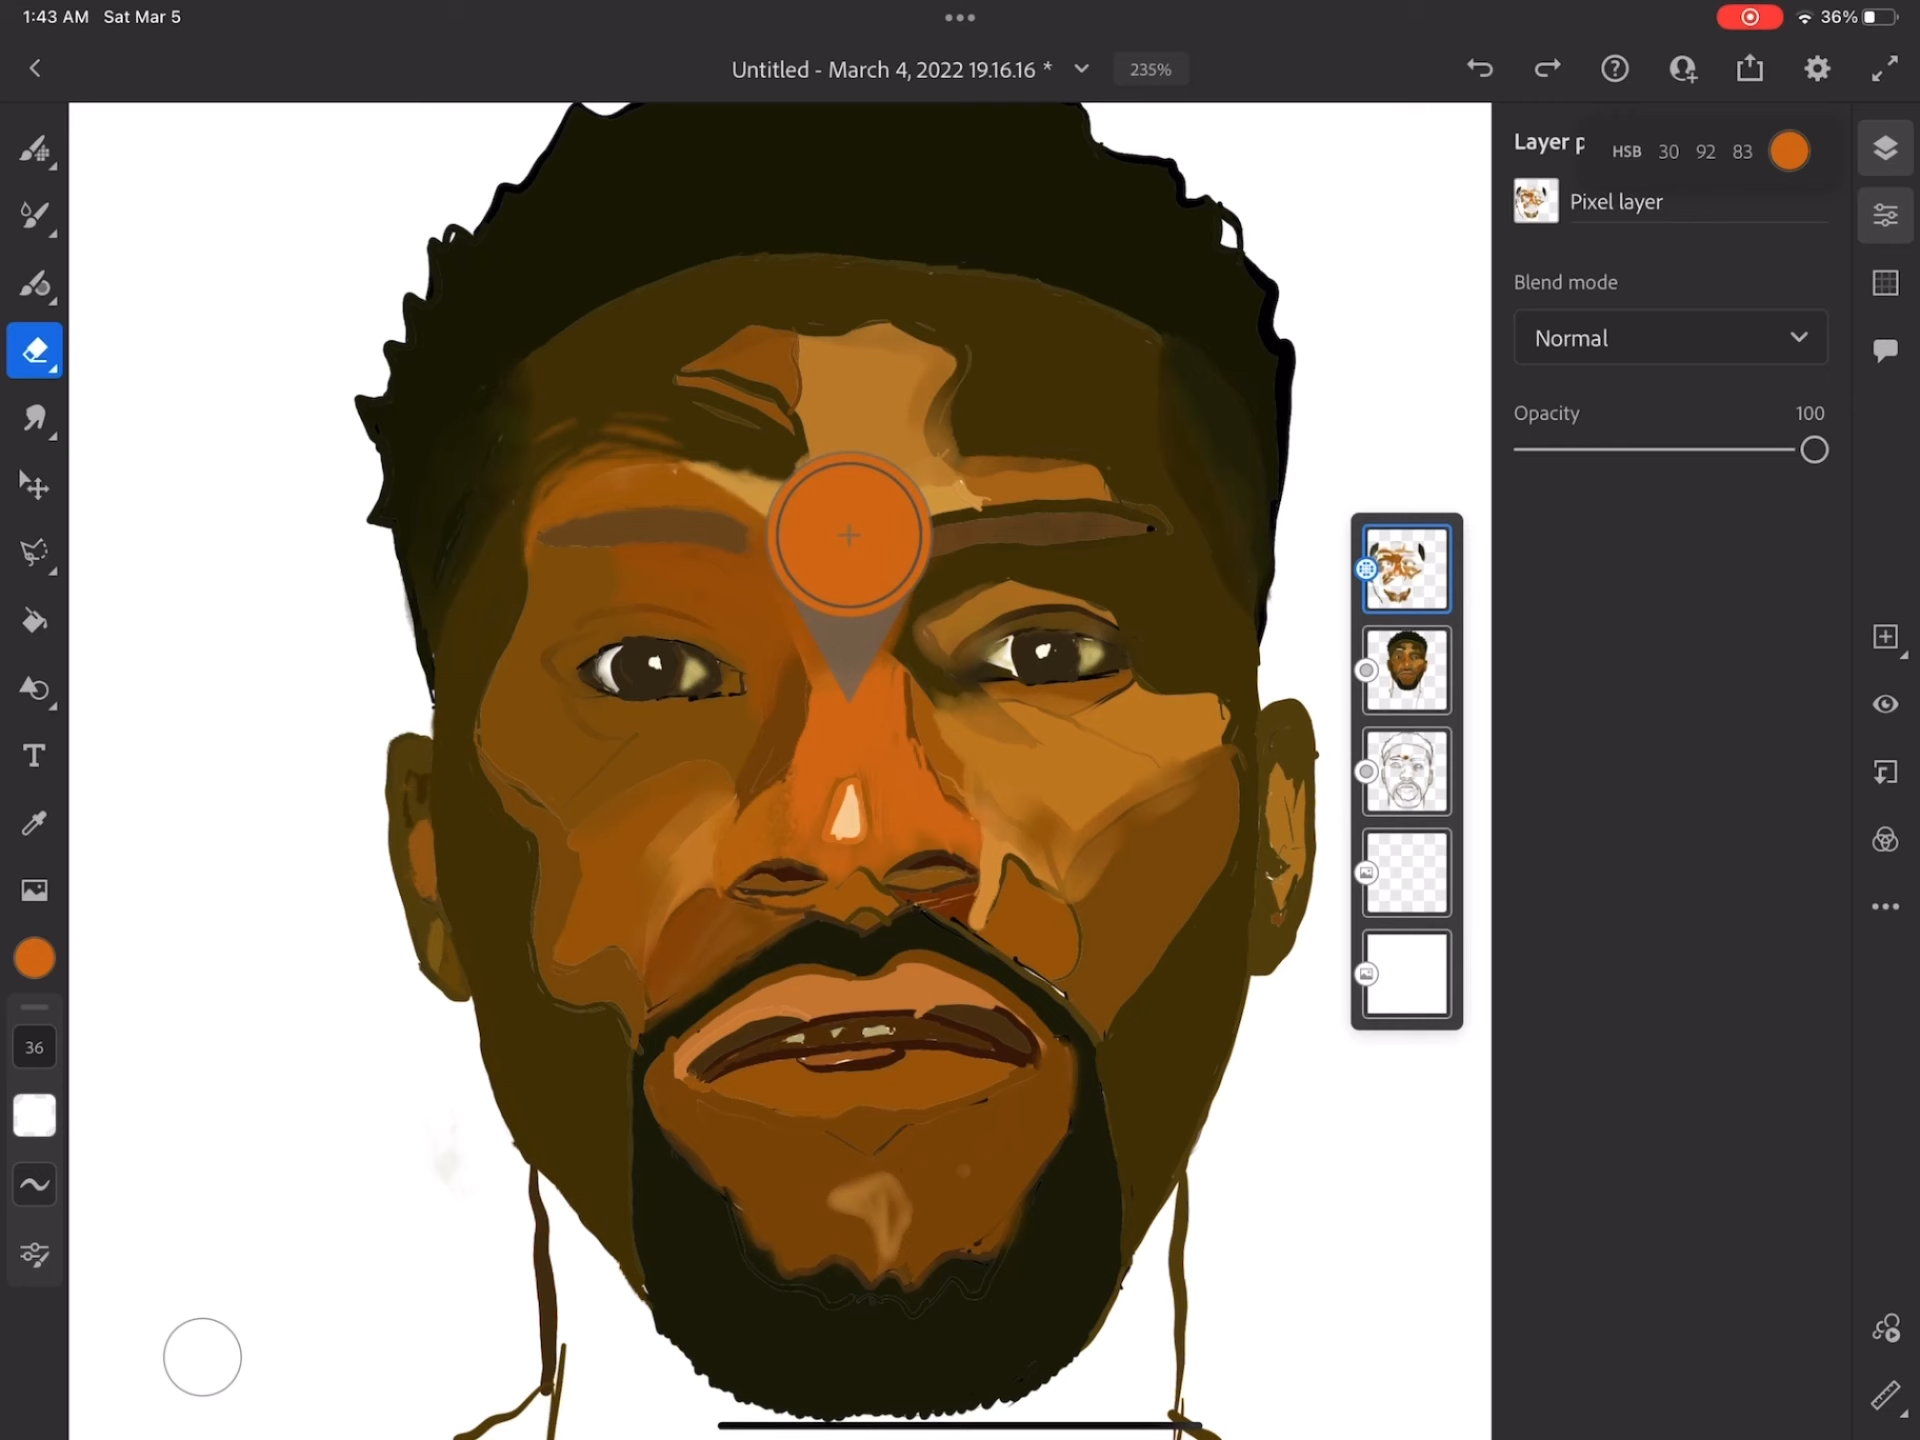 1:43 AM Sat Mar 5
36%
Untitled - March 4, 2022 19.16.16 *
235%
Layer p
HSB 30 92 83
Pixel layer
Blend mode
Normal
Opacity 100
T
36